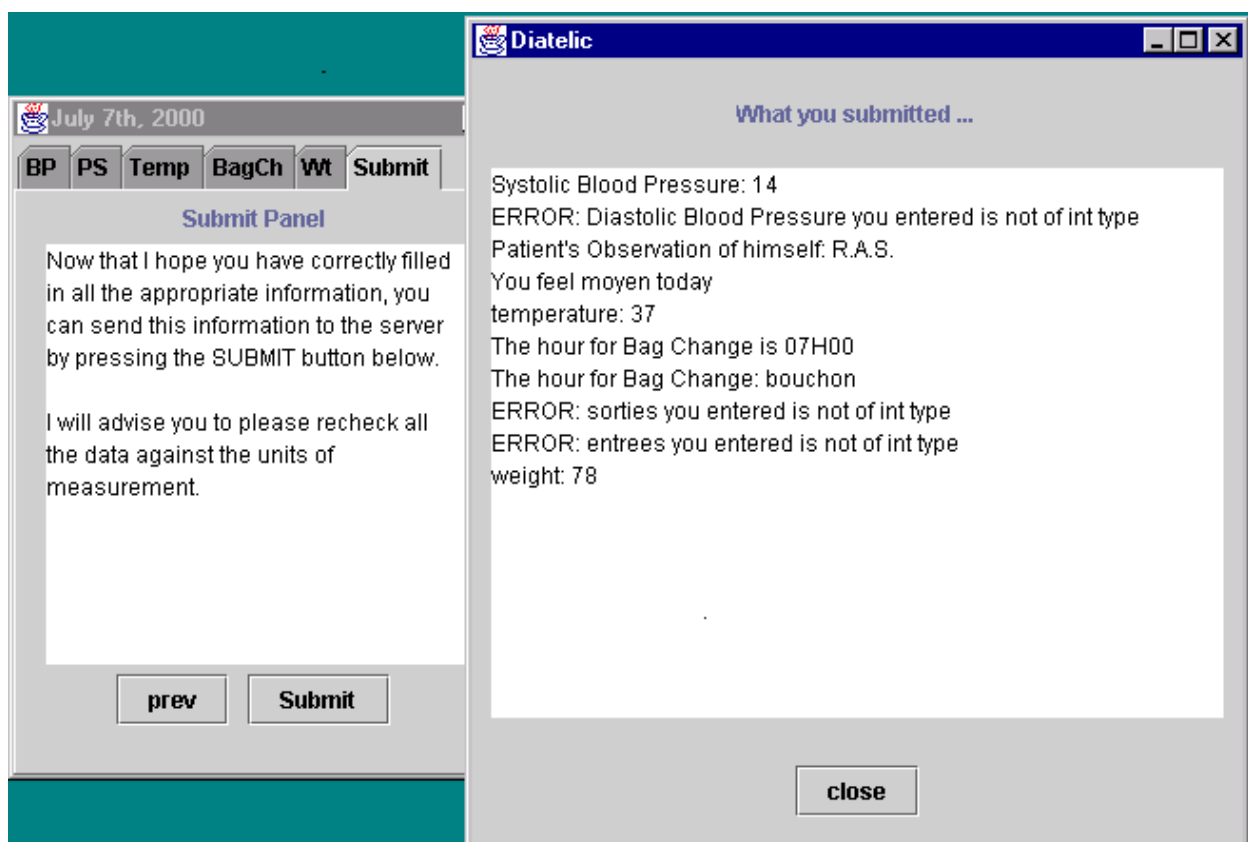 July 7th, 2000
BP PS Temp BagCh Wt Submit
Submit Panel
Now that I hope you have correctly filled
in all the appropriate information, you
can send this information to the server
by pressing the SUBMIT button below.
I will advise you to please recheck all
the data against the units of
measurement.
prev Submit
Diatelic
What you submitted ...
Systolic Blood Pressure: 14
ERROR: Diastolic Blood Pressure you entered is not of int type
Patient's Observation of himself: R.A.S.
You feel moyen today
temperature: 37
The hour for Bag Change is 07H00
The hour for Bag Change: bouchon
ERROR: sorties you entered is not of int type
ERROR: entrees you entered is not of int type
weight: 78
close